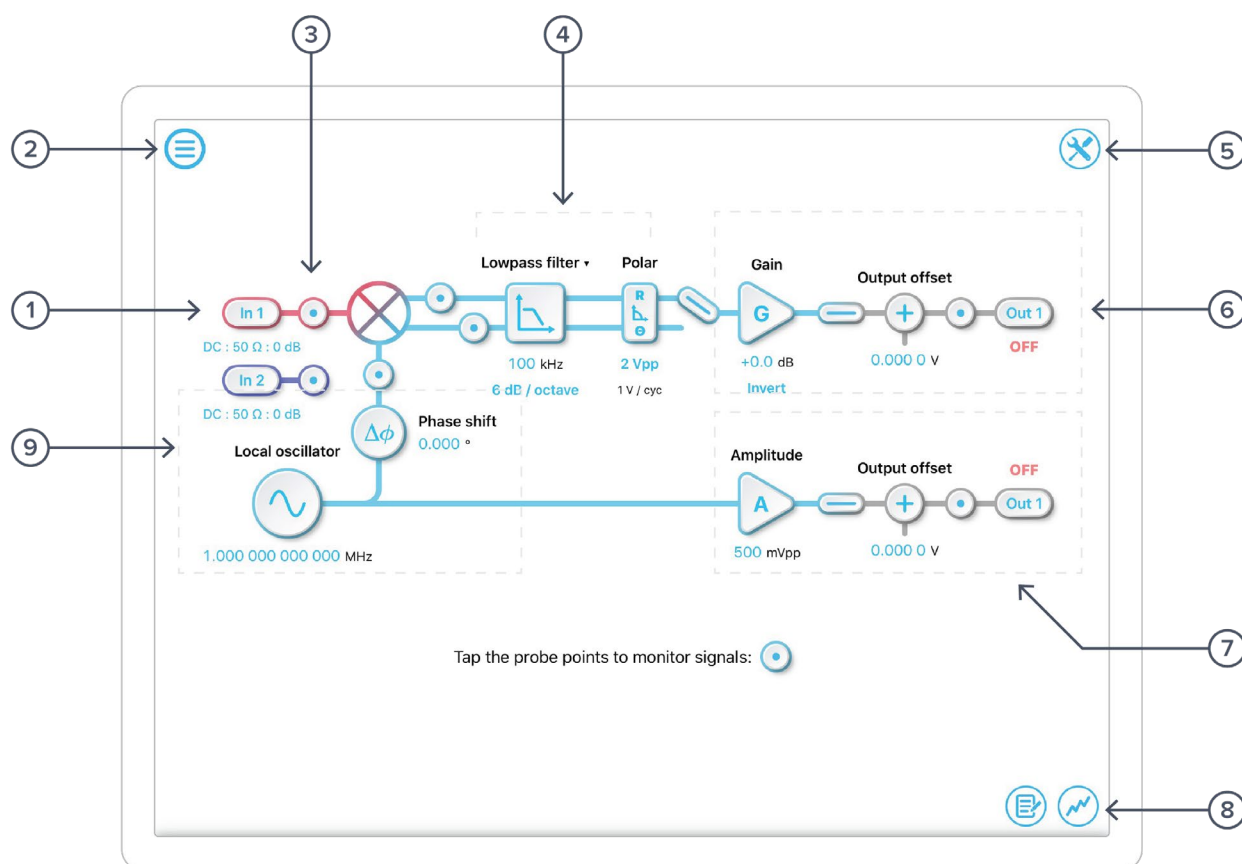 3
4
2
5
Lowpass filter ▾
Polar
Gain
Output offset
R
Θ
1
In 1
G
Out 1
6
DC : 50 Ω : 0 dB
100 kHz
2 Vpp
+0.0 dB
0.000 0 V
OFF
In 2
6 dB / octave
1 V / cyc
Invert
DC : 50 Ω : 0 dB
9
Δϕ
Phase shift
0.000 °
Local oscillator
Amplitude
Output offset
OFF
A
Out 1
1.000 000 000 000 MHz
500 mVpp
0.000 0 V
7
Tap the probe points to monitor signals:
8